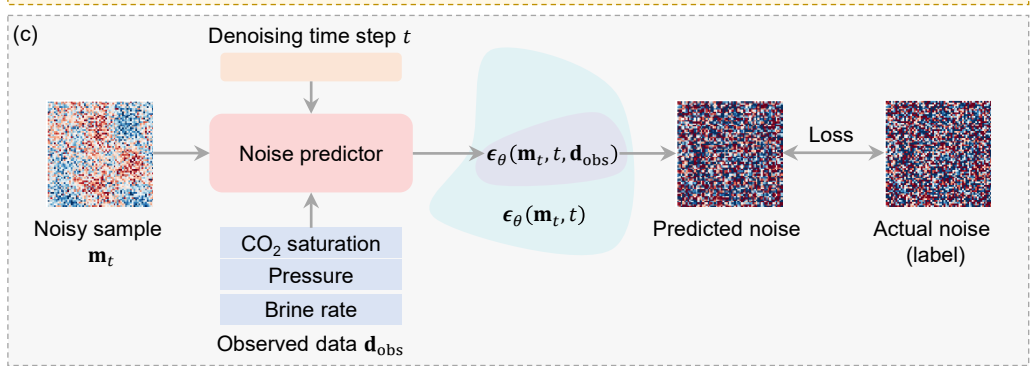 (c)
Denoising time step t
Noise predictor
Noisy sample
m_t
CO₂ saturation
Pressure
Brine rate
Observed data d_obs
ϵ_θ(m_t, t, d_obs)
ϵ_θ(m_t, t)
Predicted noise
Loss
Actual noise
(label)